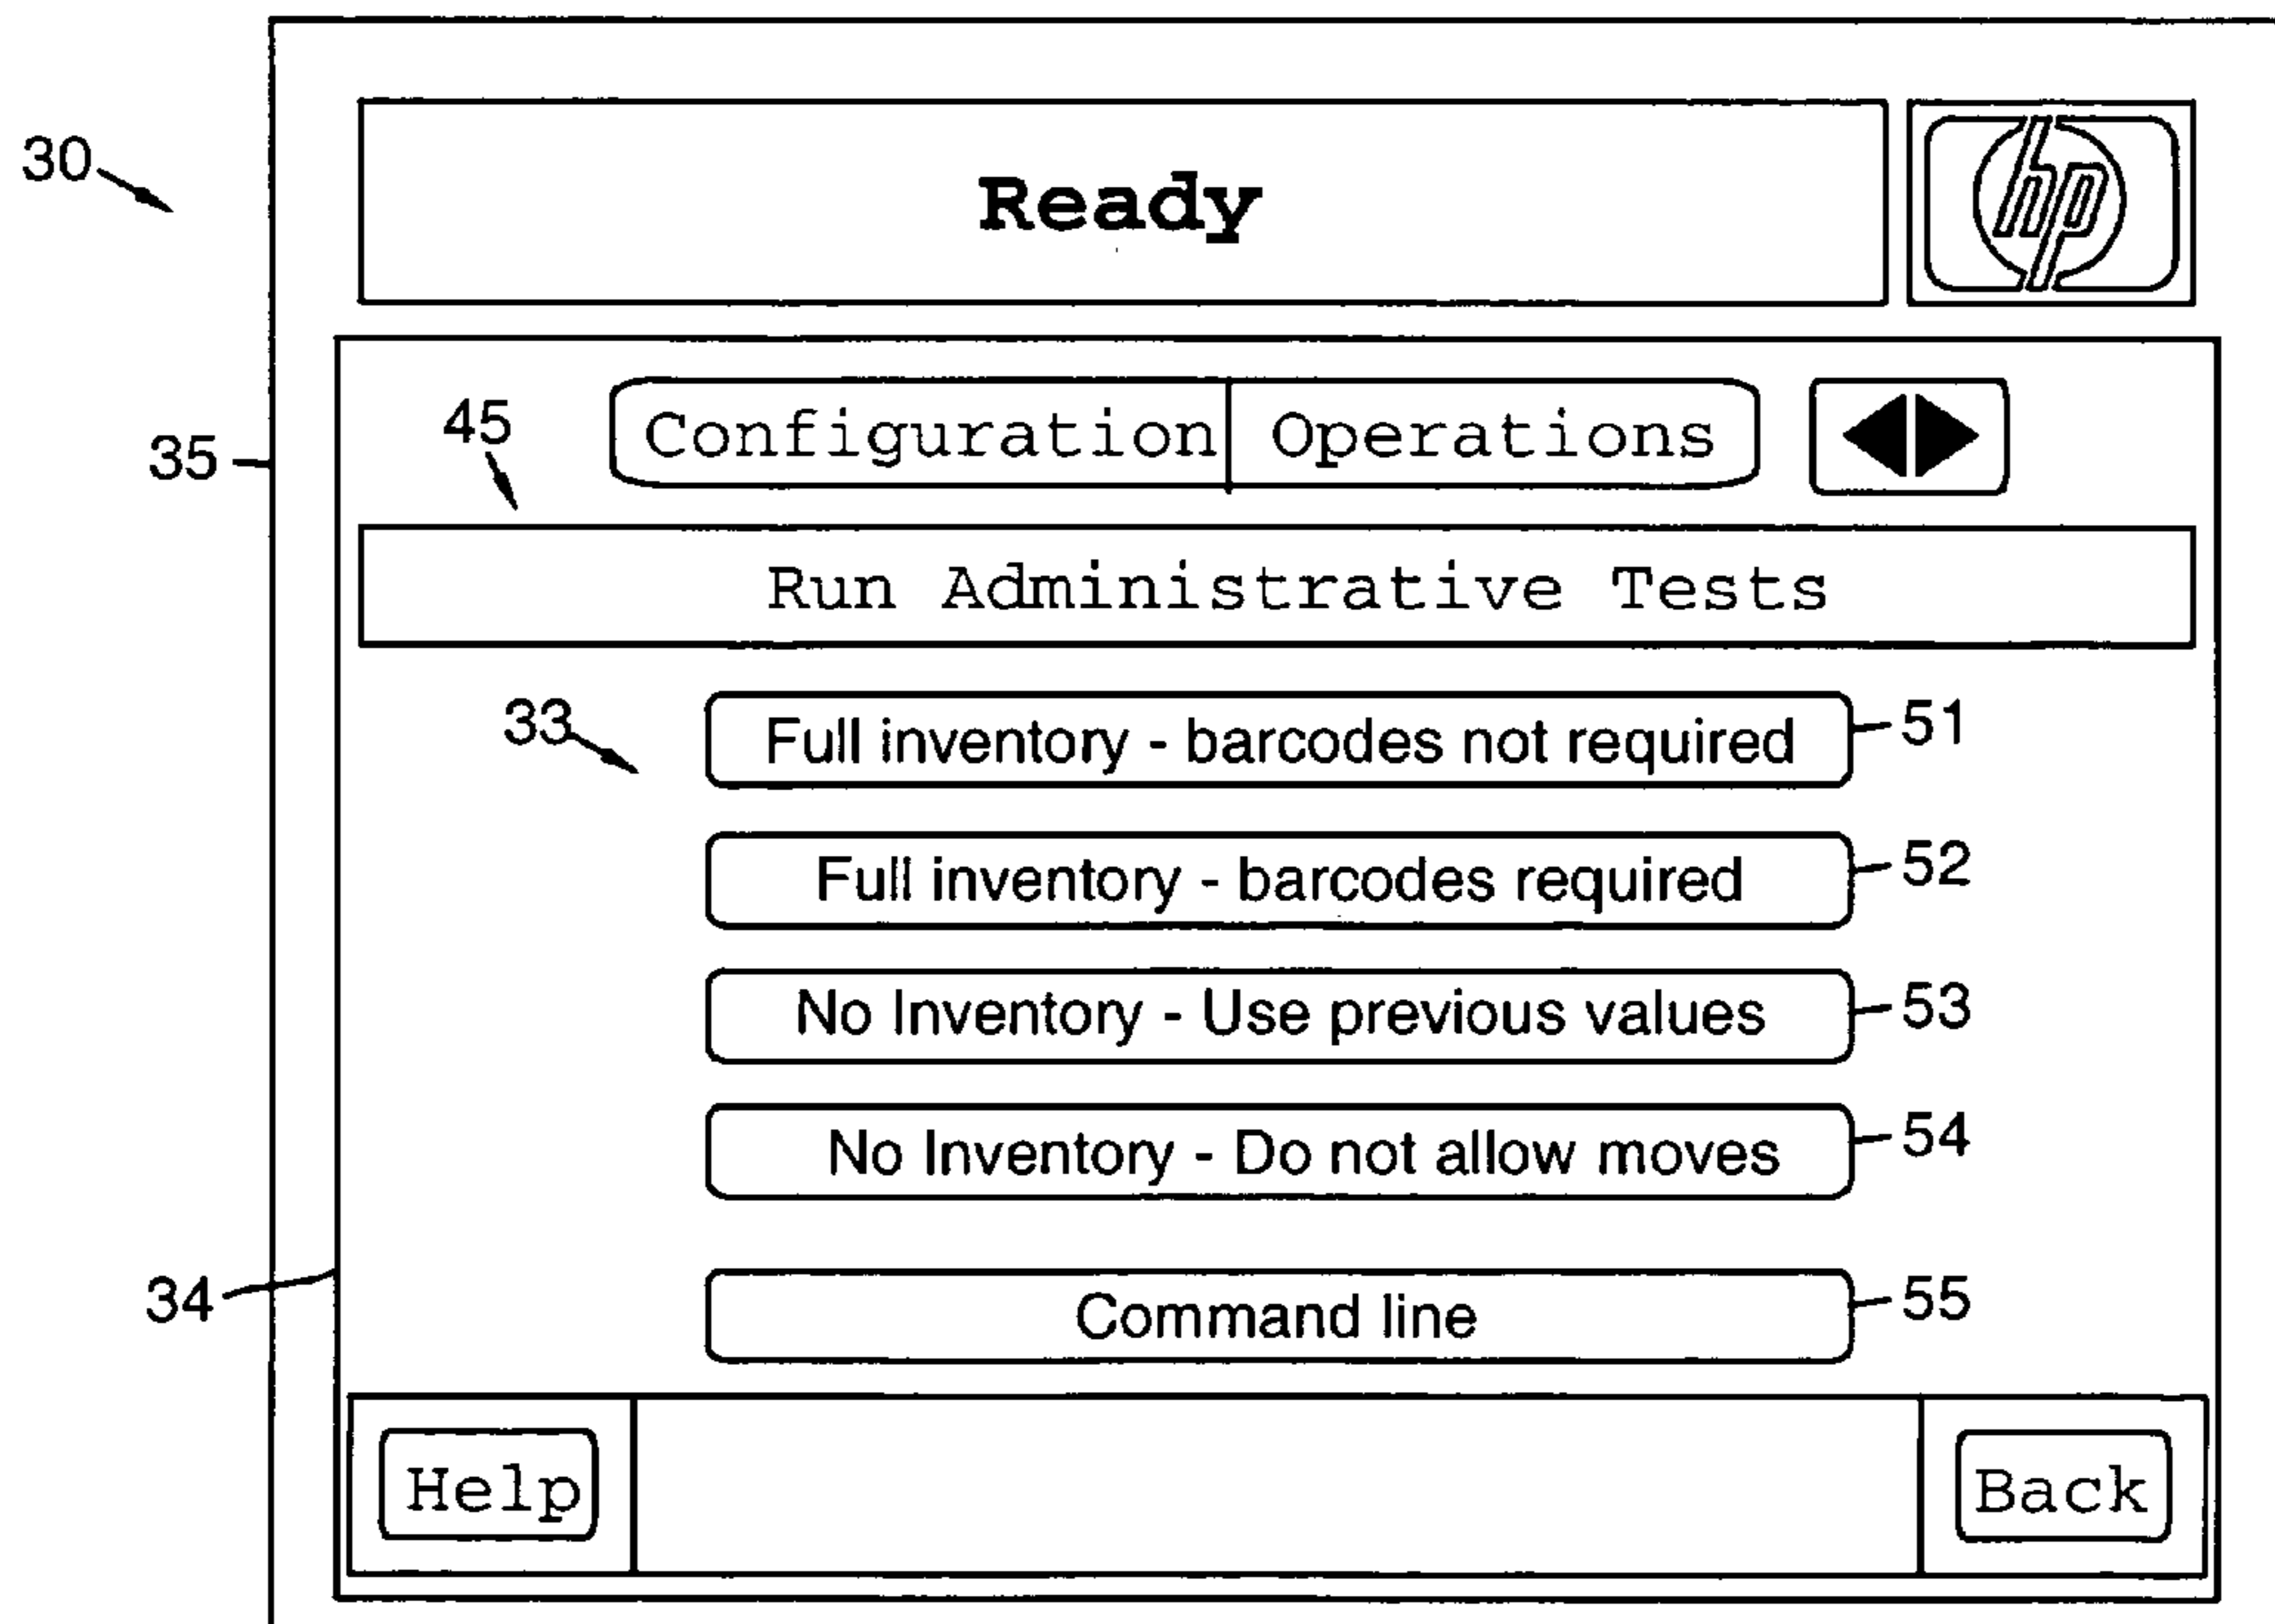 30
Ready
hp
35
45
Configuration
Operations
Run Administrative Tests
33
Full inventory - barcodes not required
51
Full inventory - barcodes required
52
No Inventory - Use previous values
53
No Inventory - Do not allow moves
54
34
Command line
55
Help
Back